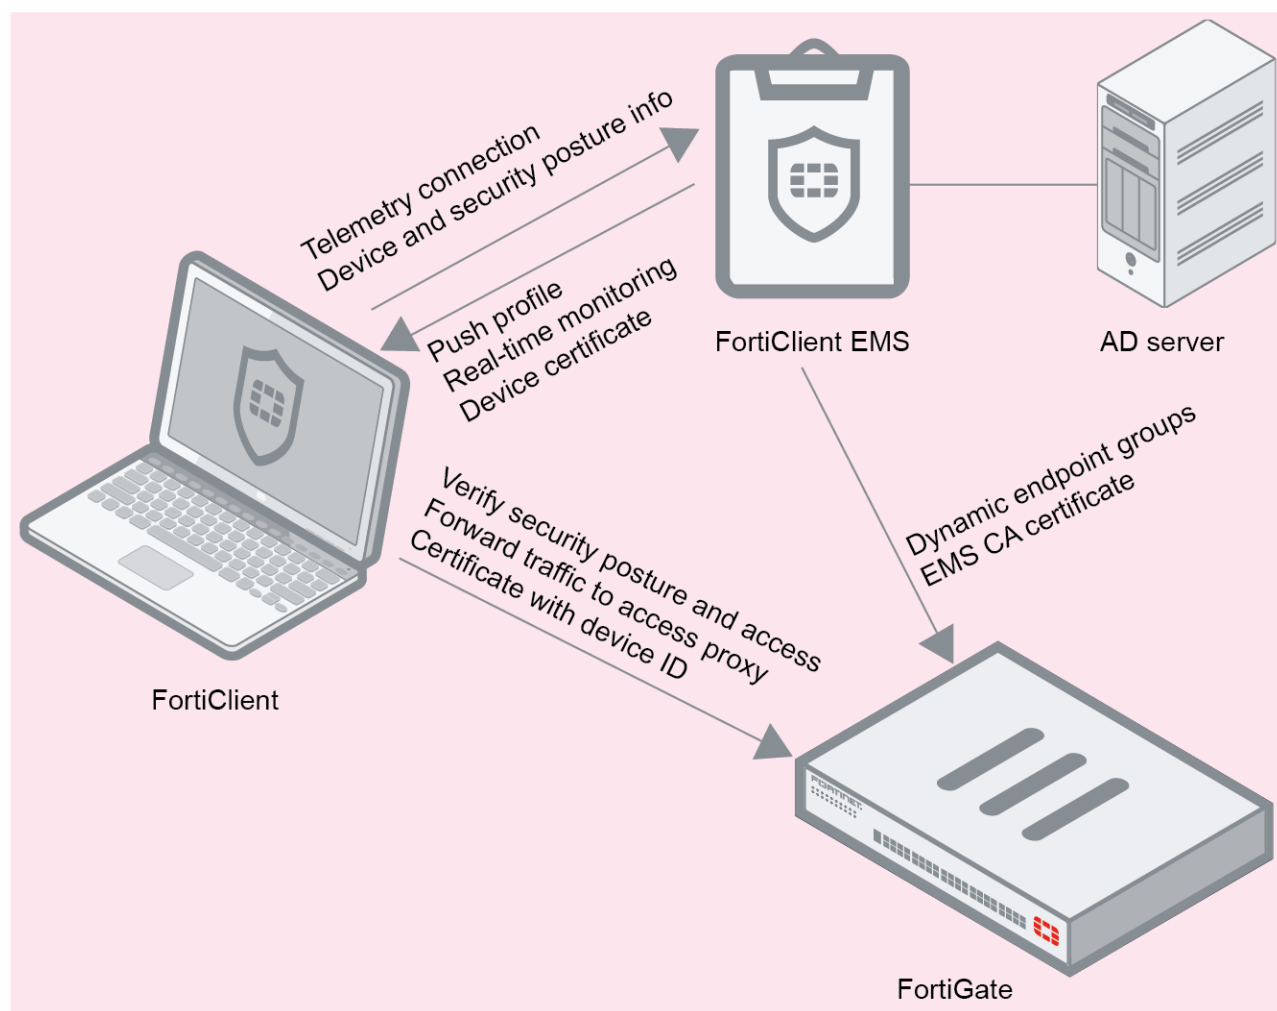 Telemetry connection
Device and security posture info
Push profile
Real-time monitoring
Device certificate
FortiClient EMS
AD server
Dynamic endpoint groups
EMS CA certificate
Verify security posture and access
Forward traffic to access proxy
Certificate with device ID
FortiClient
FORTINET
FortiGate